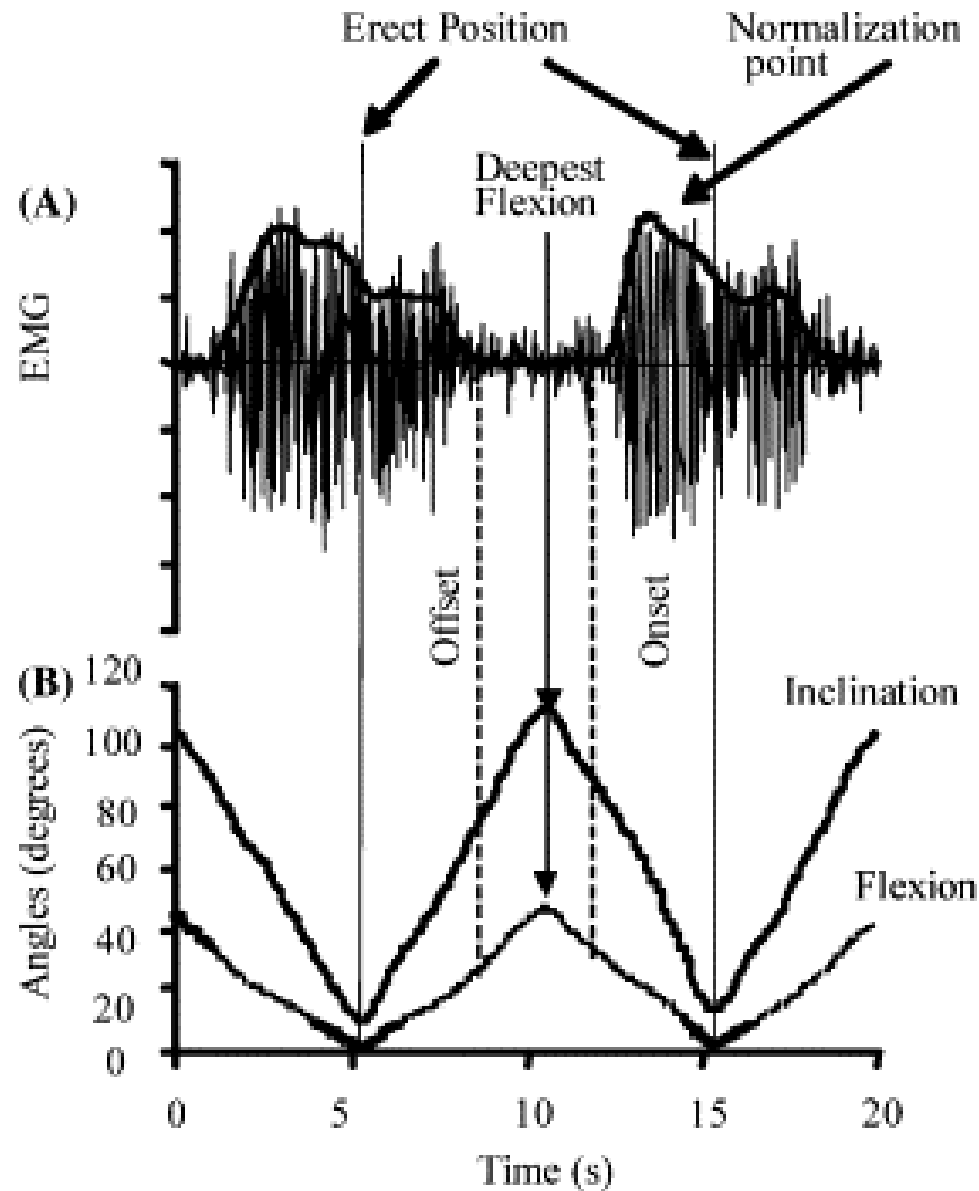 Erect Position
Normalization
point
Deepest
Flexion
(A)
EMG
Offset
Onset
(B)
120
100
80
60
40
20
0
Angles (degrees)
Inclination
Flexion
0 5 10 15 20
Time (s)